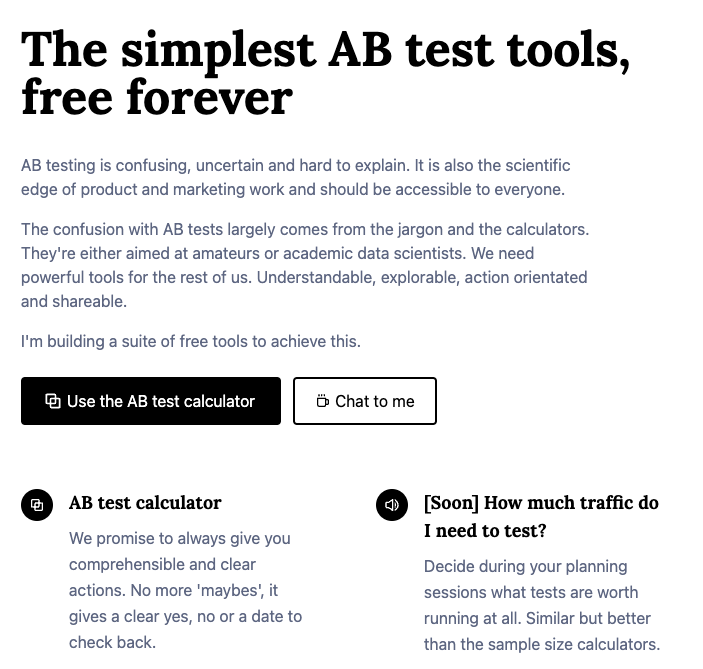 The simplest AB test tools,
free forever
AB testing is confusing, uncertain and hard to explain. It is also the scientific
edge of product and marketing work and should be accessible to everyone.
The confusion with AB tests largely comes from the jargon and the calculators.
They're either aimed at amateurs or academic data scientists. We need
powerful tools for the rest of us. Understandable, explorable, action orientated
and shareable.
I'm building a suite of free tools to achieve this.
Use the AB test calculator
Chat to me
AB test calculator
We promise to always give you
comprehensible and clear
actions. No more 'maybes', it
gives a clear yes, no or a date to
check back.
[Soon] How much traffic do
I need to test?
Decide during your planning
sessions what tests are worth
running at all. Similar but better
than the sample size calculators.